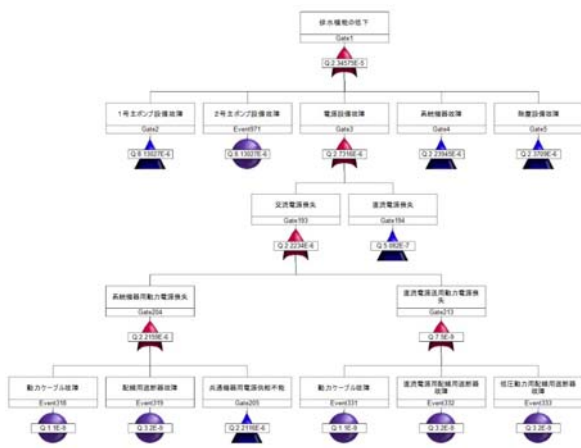 排水機能の低下
Gate1
Q:2.34575E-5
1号主ポンプ設備故障
Gate2
Q:8.13027E-6
2号主ポンプ設備故障
Event971
Q:8.13027E-6
電源設備故障
Gate3
Q:2.7316E-6
系統機器故障
Gate4
Q:2.23945E-6
除塵設備故障
Gate5
Q:2.3709E-6
交流電源喪失
Gate193
Q:2.2234E-6
直流電源喪失
Gate194
Q:5.082E-7
系統機器用動力電源喪失
Gate204
Q:2.2159E-6
直流電源送用動力電源喪
失
Gate213
Q:7.5E-9
動力ケーブル故障
Event318
Q:1.1E-9
配線用遮断器故障
Event319
Q:3.2E-9
共通機器用電源供給不能
Gate205
Q:2.2116E-6
動力ケーブル故障
Event331
Q:1.1E-9
直流電源用配線用遮断器
故障
Event332
Q:3.2E-9
低圧動力用配線用遮断器
故障
Event333
Q:3.2E-9